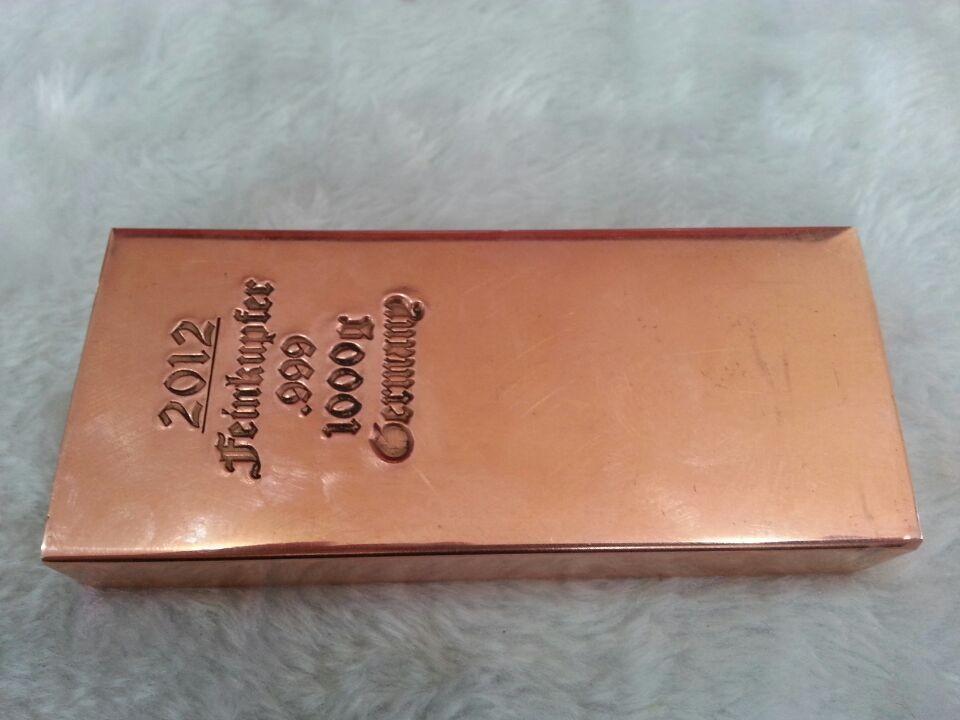 2012
Feinkupfer
.999
1000g
Germany